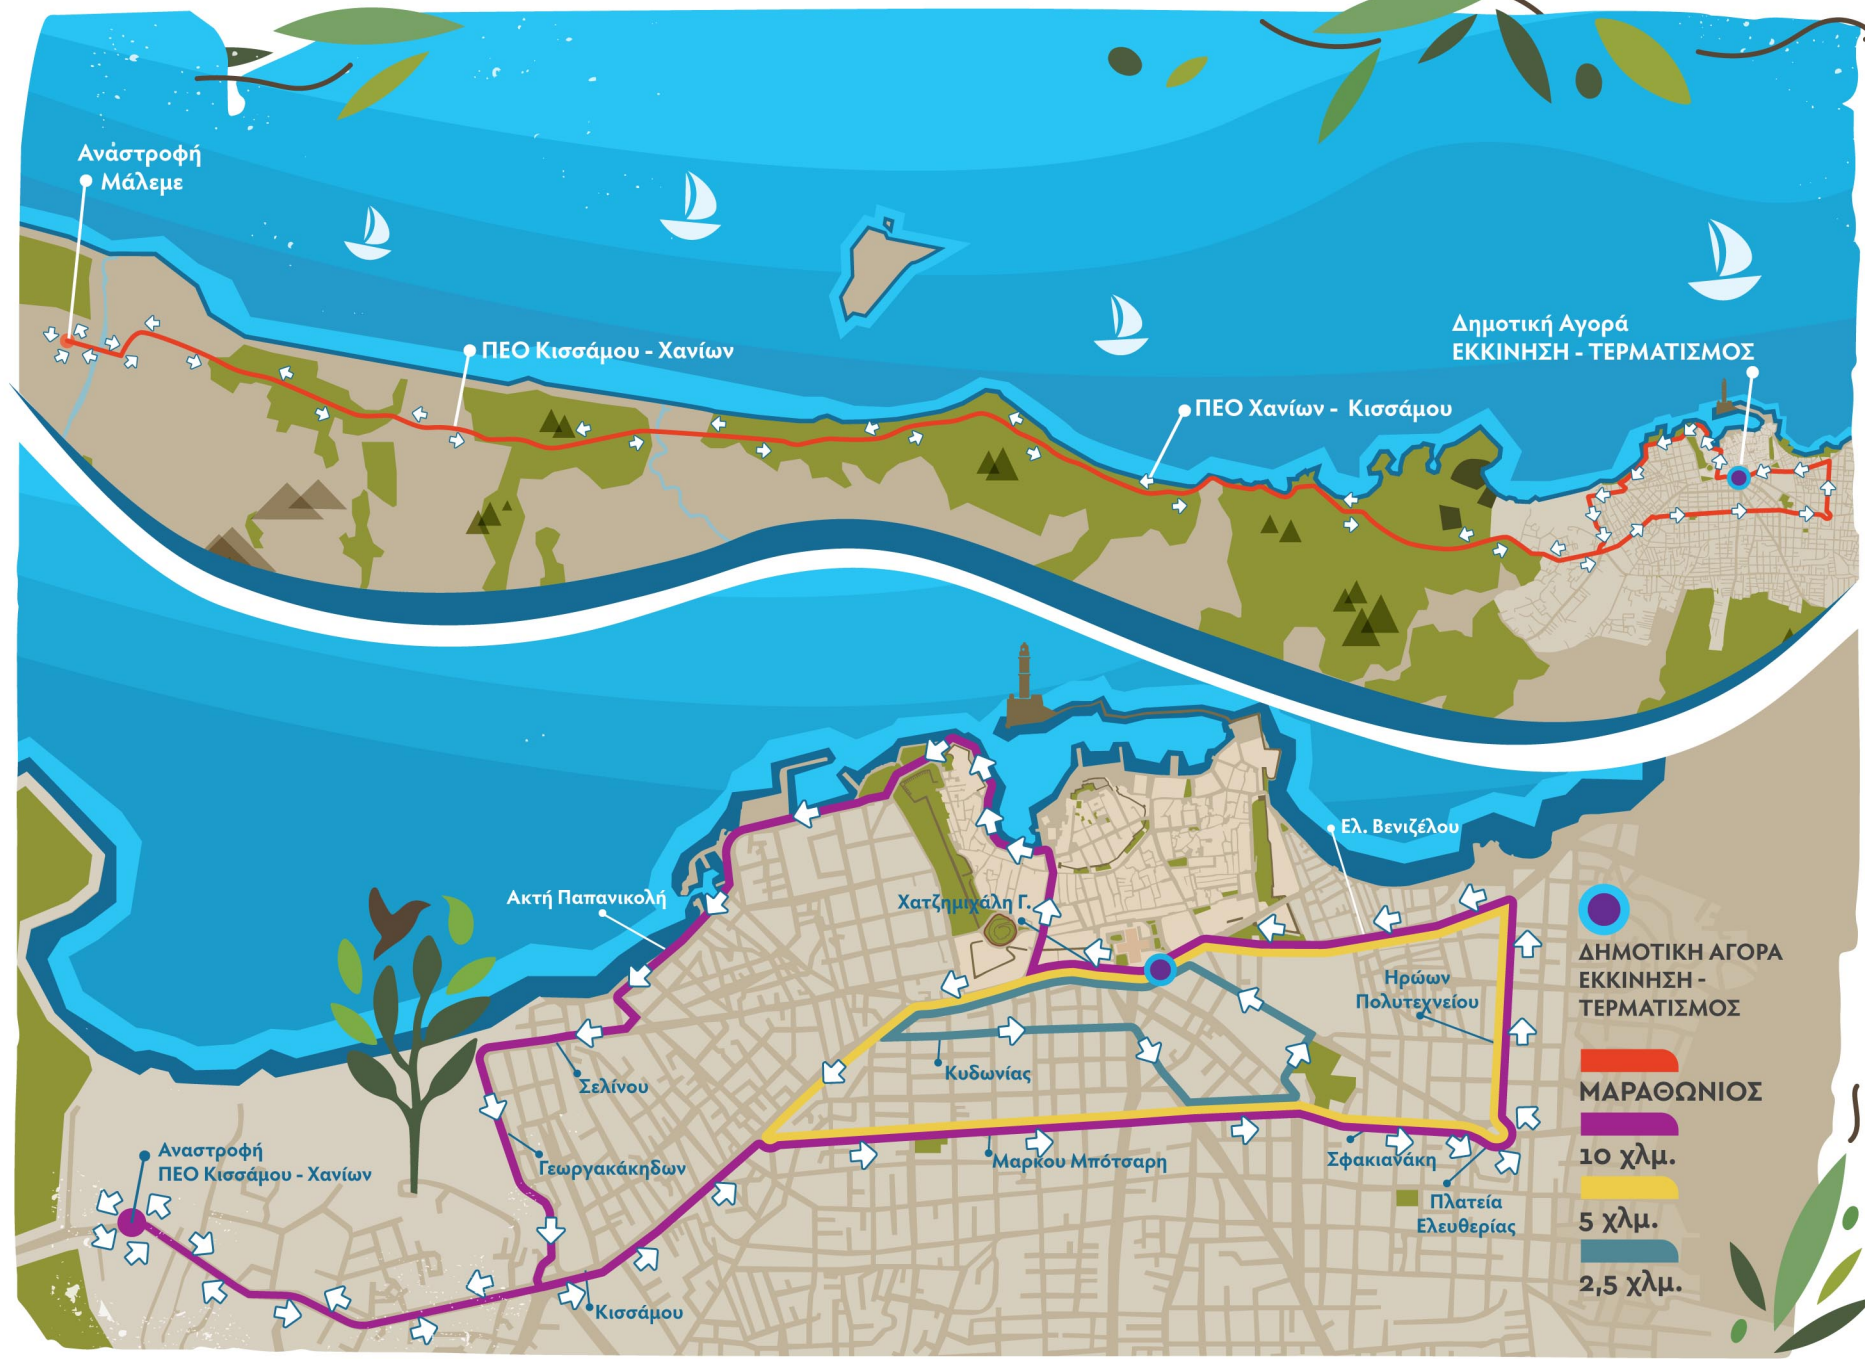 Ανάστροφή
Μάλεμε
ΠΕΟ Κισσάμου - Χανίων
ΠΕΟ Χανίων - Κισσάμου
Δημοτική Αγορά
ΕΚΚΙΝΗΣΗ - ΤΕΡΜΑΤΙΣΜΟΣ
Ελ. Βενιζέλου
Ακτή Παπανικολή
Χατζημιχάλη Γ.
Ηρώων
Πολυτεχνείου
Σελίνου
Κυδωνίας
Γεωργακάκηδων
Μάρκου Μπότσαρη
Σφακιανάκη
Πλατεία
Ελευθερίας
Αναστροφή
ΠΕΟ Κισσάμου - Χανίων
Κισσάμου
ΔΗΜΟΤΙΚΗ ΑΓΟΡΑ
ΕΚΚΙΝΗΣΗ -
ΤΕΡΜΑΤΙΣΜΟΣ
ΜΑΡΑΘΩΝΙΟΣ
10 χλμ.
5 χλμ.
2,5 χλμ.